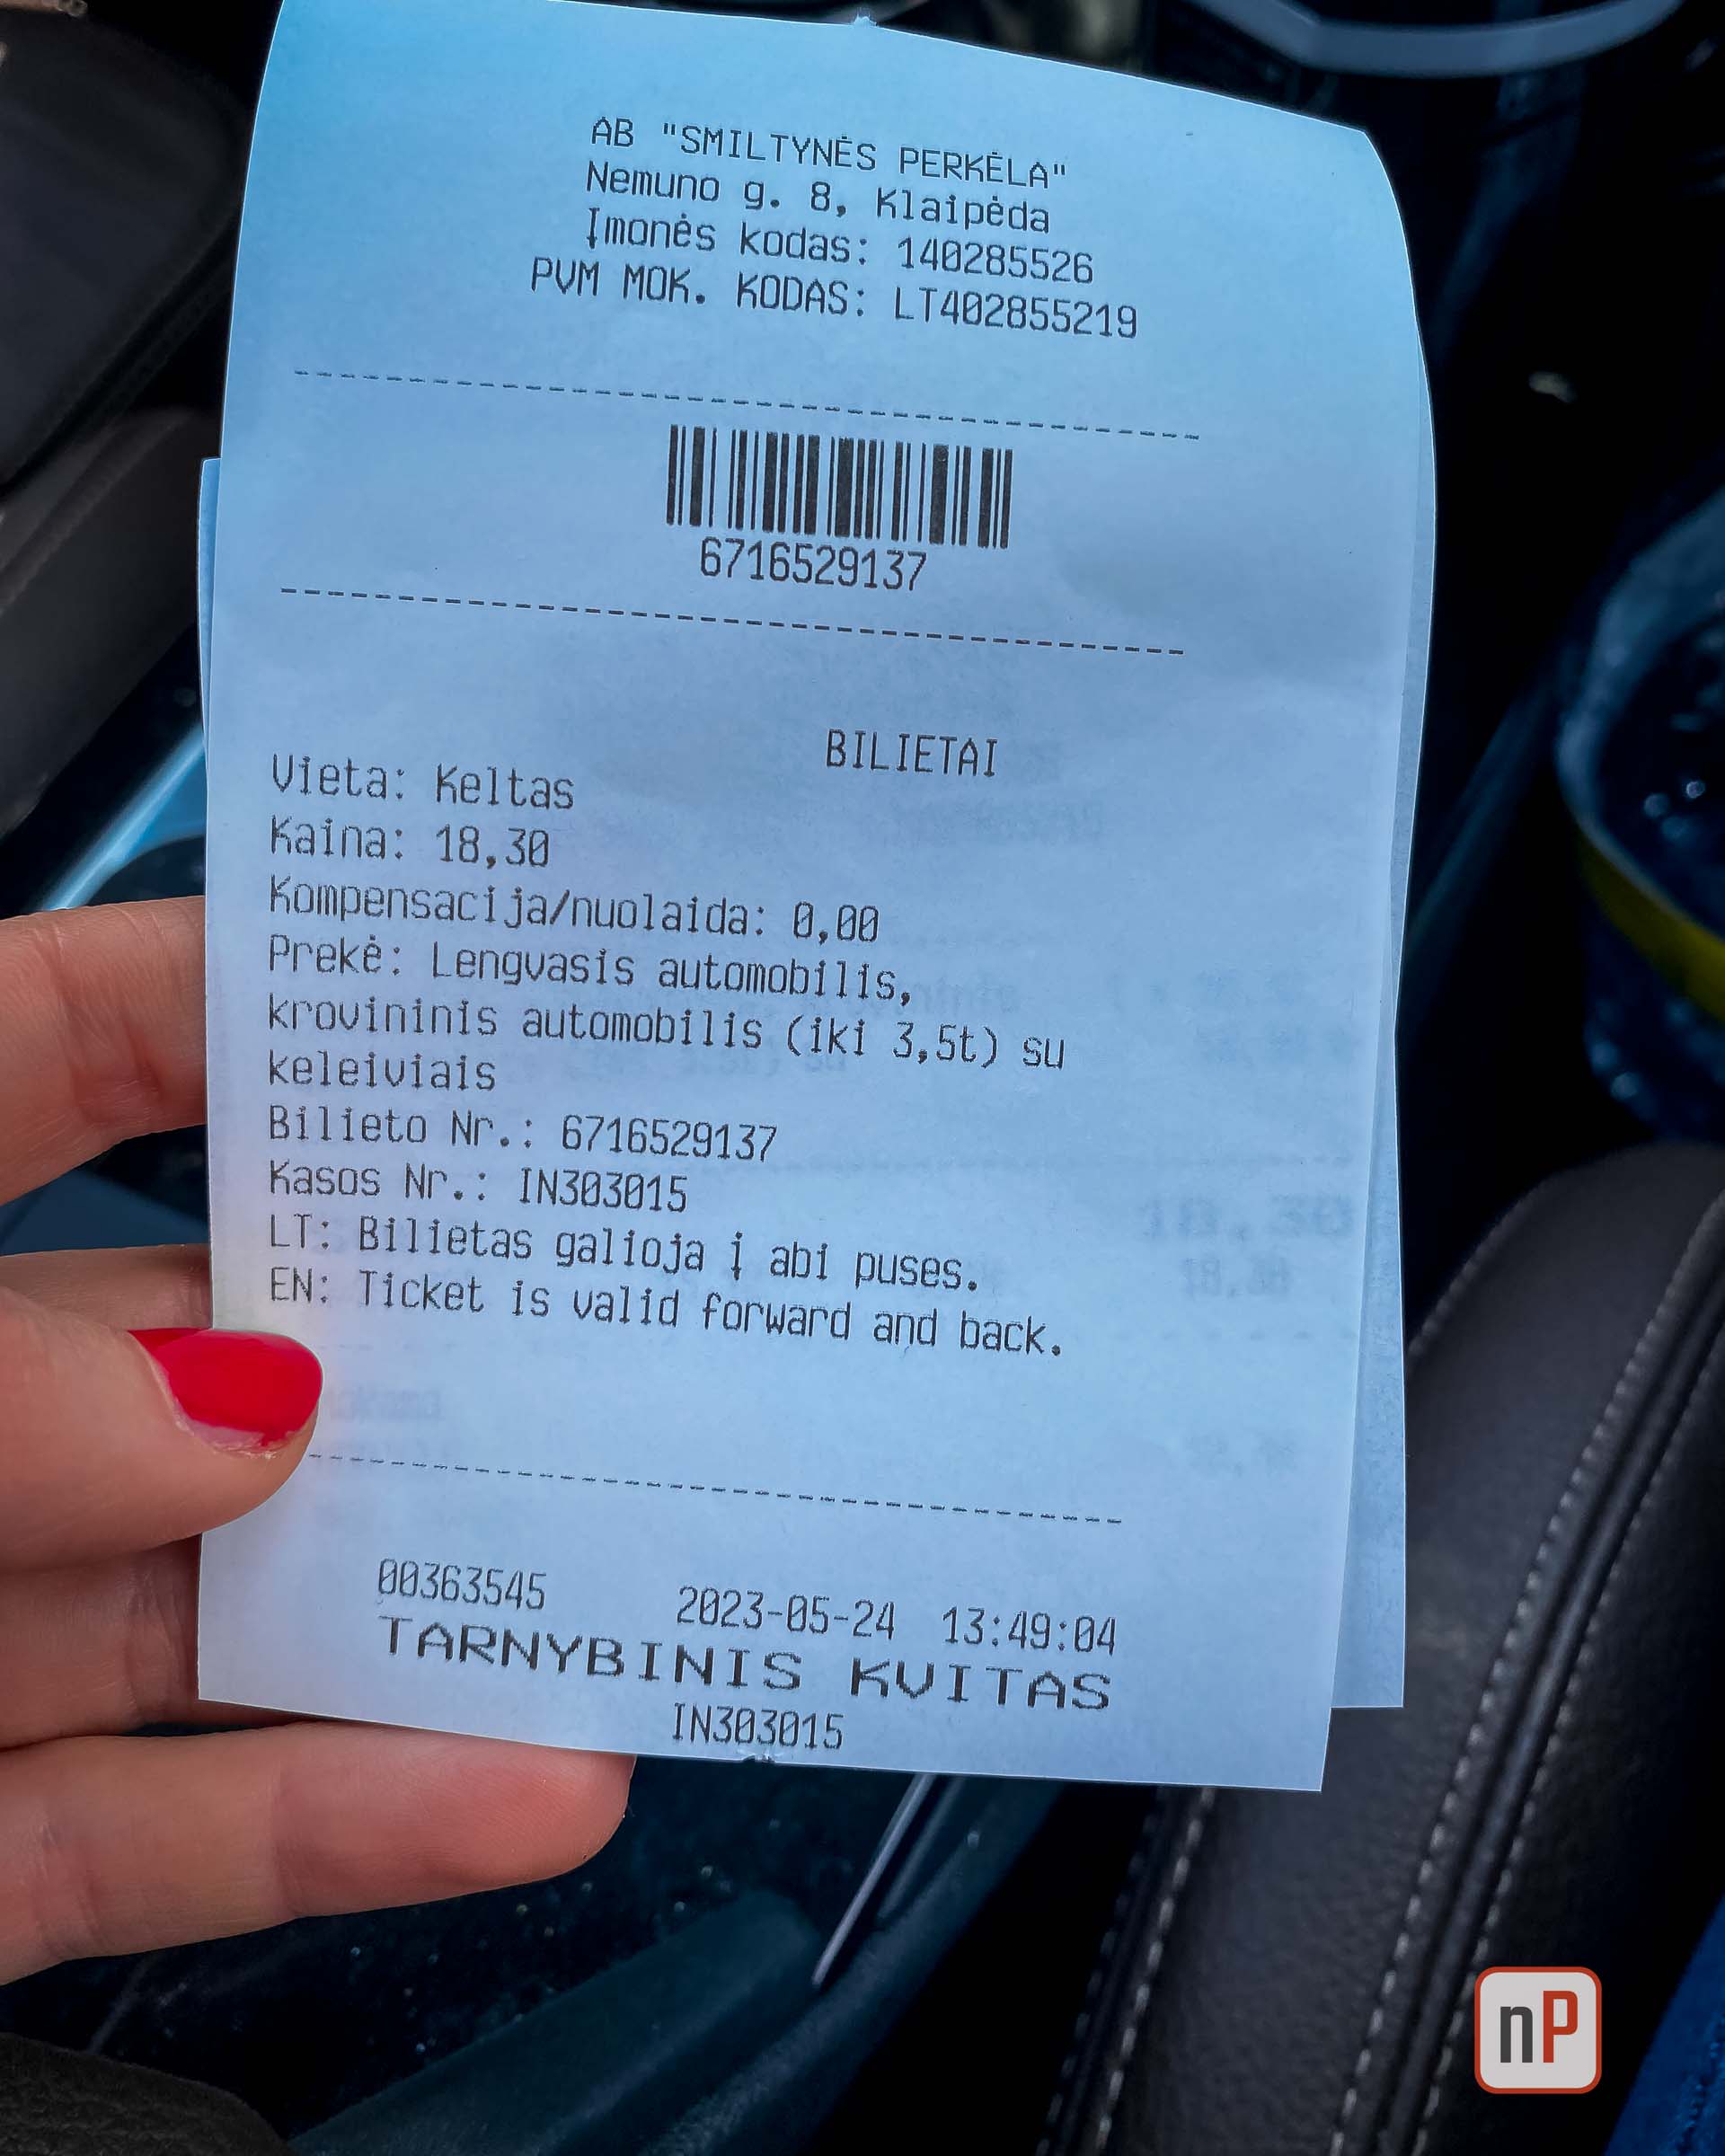 AB "SMILTYNĖS PERKĖLA"
Nemuno g. 8, Klaipėda
Įmonės kodas: 140285526
PVM MOK. KODAS: LT402855219
6716529137
BILIETAI
Vieta: Keltas
Kaina: 18,30
Kompensacija/nuolaida: 0,00
Prekė: Lengvasis automobilis,
krovininis automobilis (iki 3,5t) su
keleiviais
Bilieto Nr.: 6716529137
Kasos Nr.: IN303015
LT: Bilietas galioja į abi puses.
EN: Ticket is valid forward and back.
00363545 2023-05-24 13:49:04
TARNYBINIS KVITAS
IN303015
nP